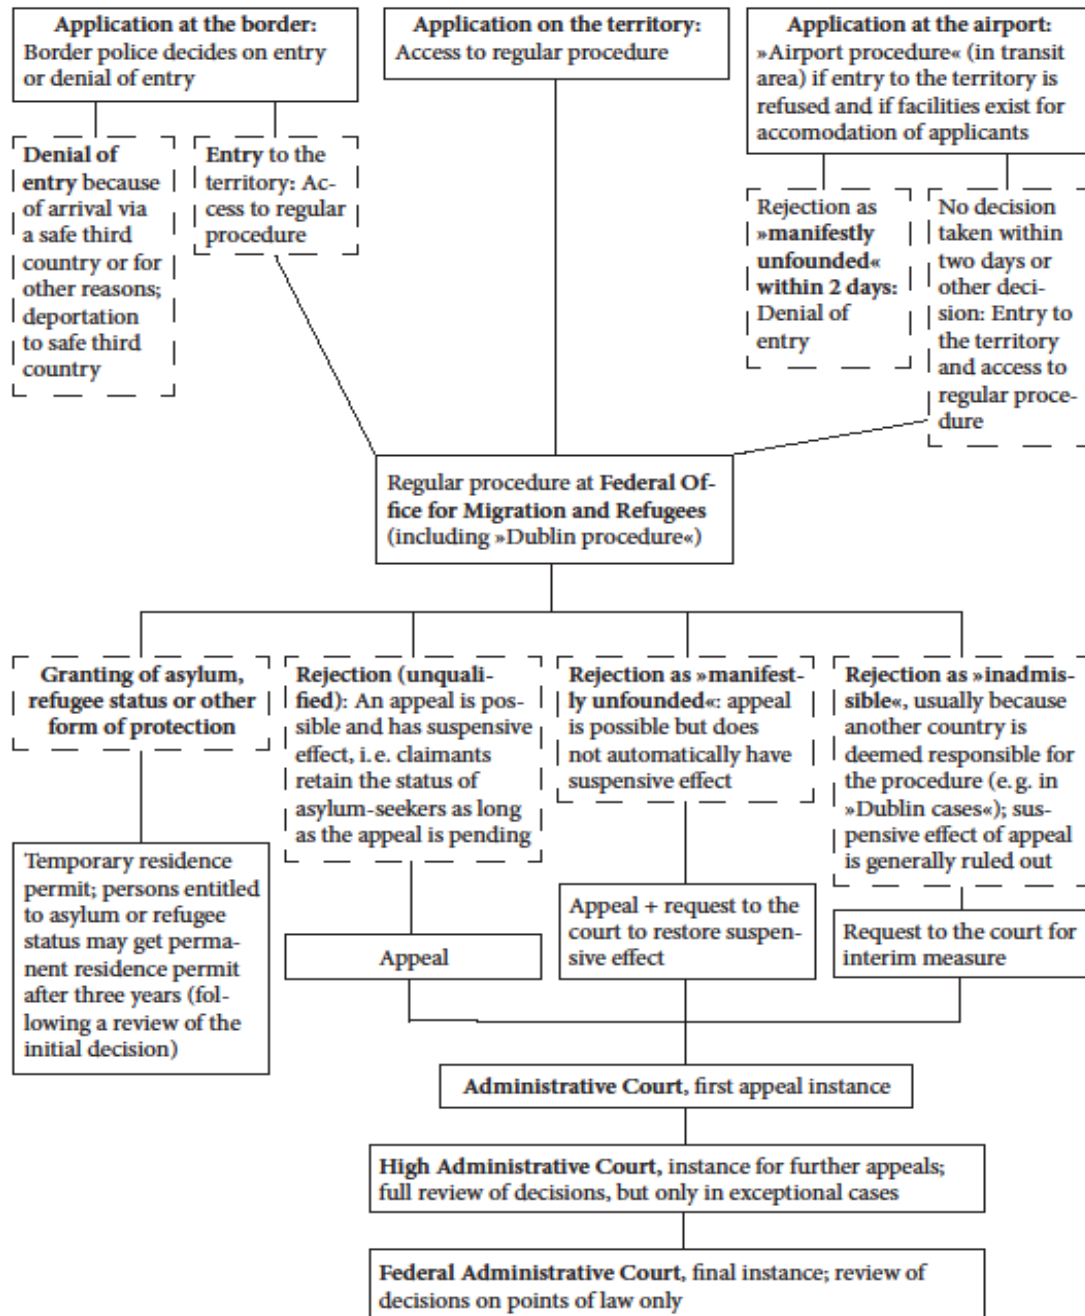 Application at the border:
Border police decides on entry
or denial of entry
Application on the territory:
Access to regular procedure
Application at the airport:
»Airport procedure« (in transit
area) if entry to the territory is
refused and if facilities exist for
accomodation of applicants
Denial of
entry because
of arrival via
a safe third
country or for
other reasons;
deportation
to safe third
country
Entry to the
territory: Ac-
cess to regular
procedure
Rejection as
»manifestly
unfounded«
within 2 days:
Denial of
entry
No decision
taken within
two days or
other deci-
sion: Entry to
the territory
and access to
regular proce-
dure
Regular procedure at Federal Of-
fice for Migration and Refugees
(including »Dublin procedure«)
Granting of asylum,
refugee status or other
form of protection
Rejection (unquali-
fied): An appeal is pos-
sible and has suspensive
effect, i. e. claimants
retain the status of
asylum-seekers as long
as the appeal is pending
Rejection as »manifest-
ly unfounded«: appeal
is possible but does
not automatically have
suspensive effect
Rejection as »inadmis-
sible«, usually because
another country is
deemed responsible for
the procedure (e. g. in
»Dublin cases«); sus-
pensive effect of appeal
is generally ruled out
Temporary residence
permit; persons entitled
to asylum or refugee
status may get perma-
nent residence permit
after three years (fol-
lowing a review of the
initial decision)
Appeal
Appeal + request to the
court to restore suspen-
sive effect
Request to the court for
interim measure
Administrative Court, first appeal instance
High Administrative Court, instance for further appeals;
full review of decisions, but only in exceptional cases
Federal Administrative Court, final instance; review of
decisions on points of law only